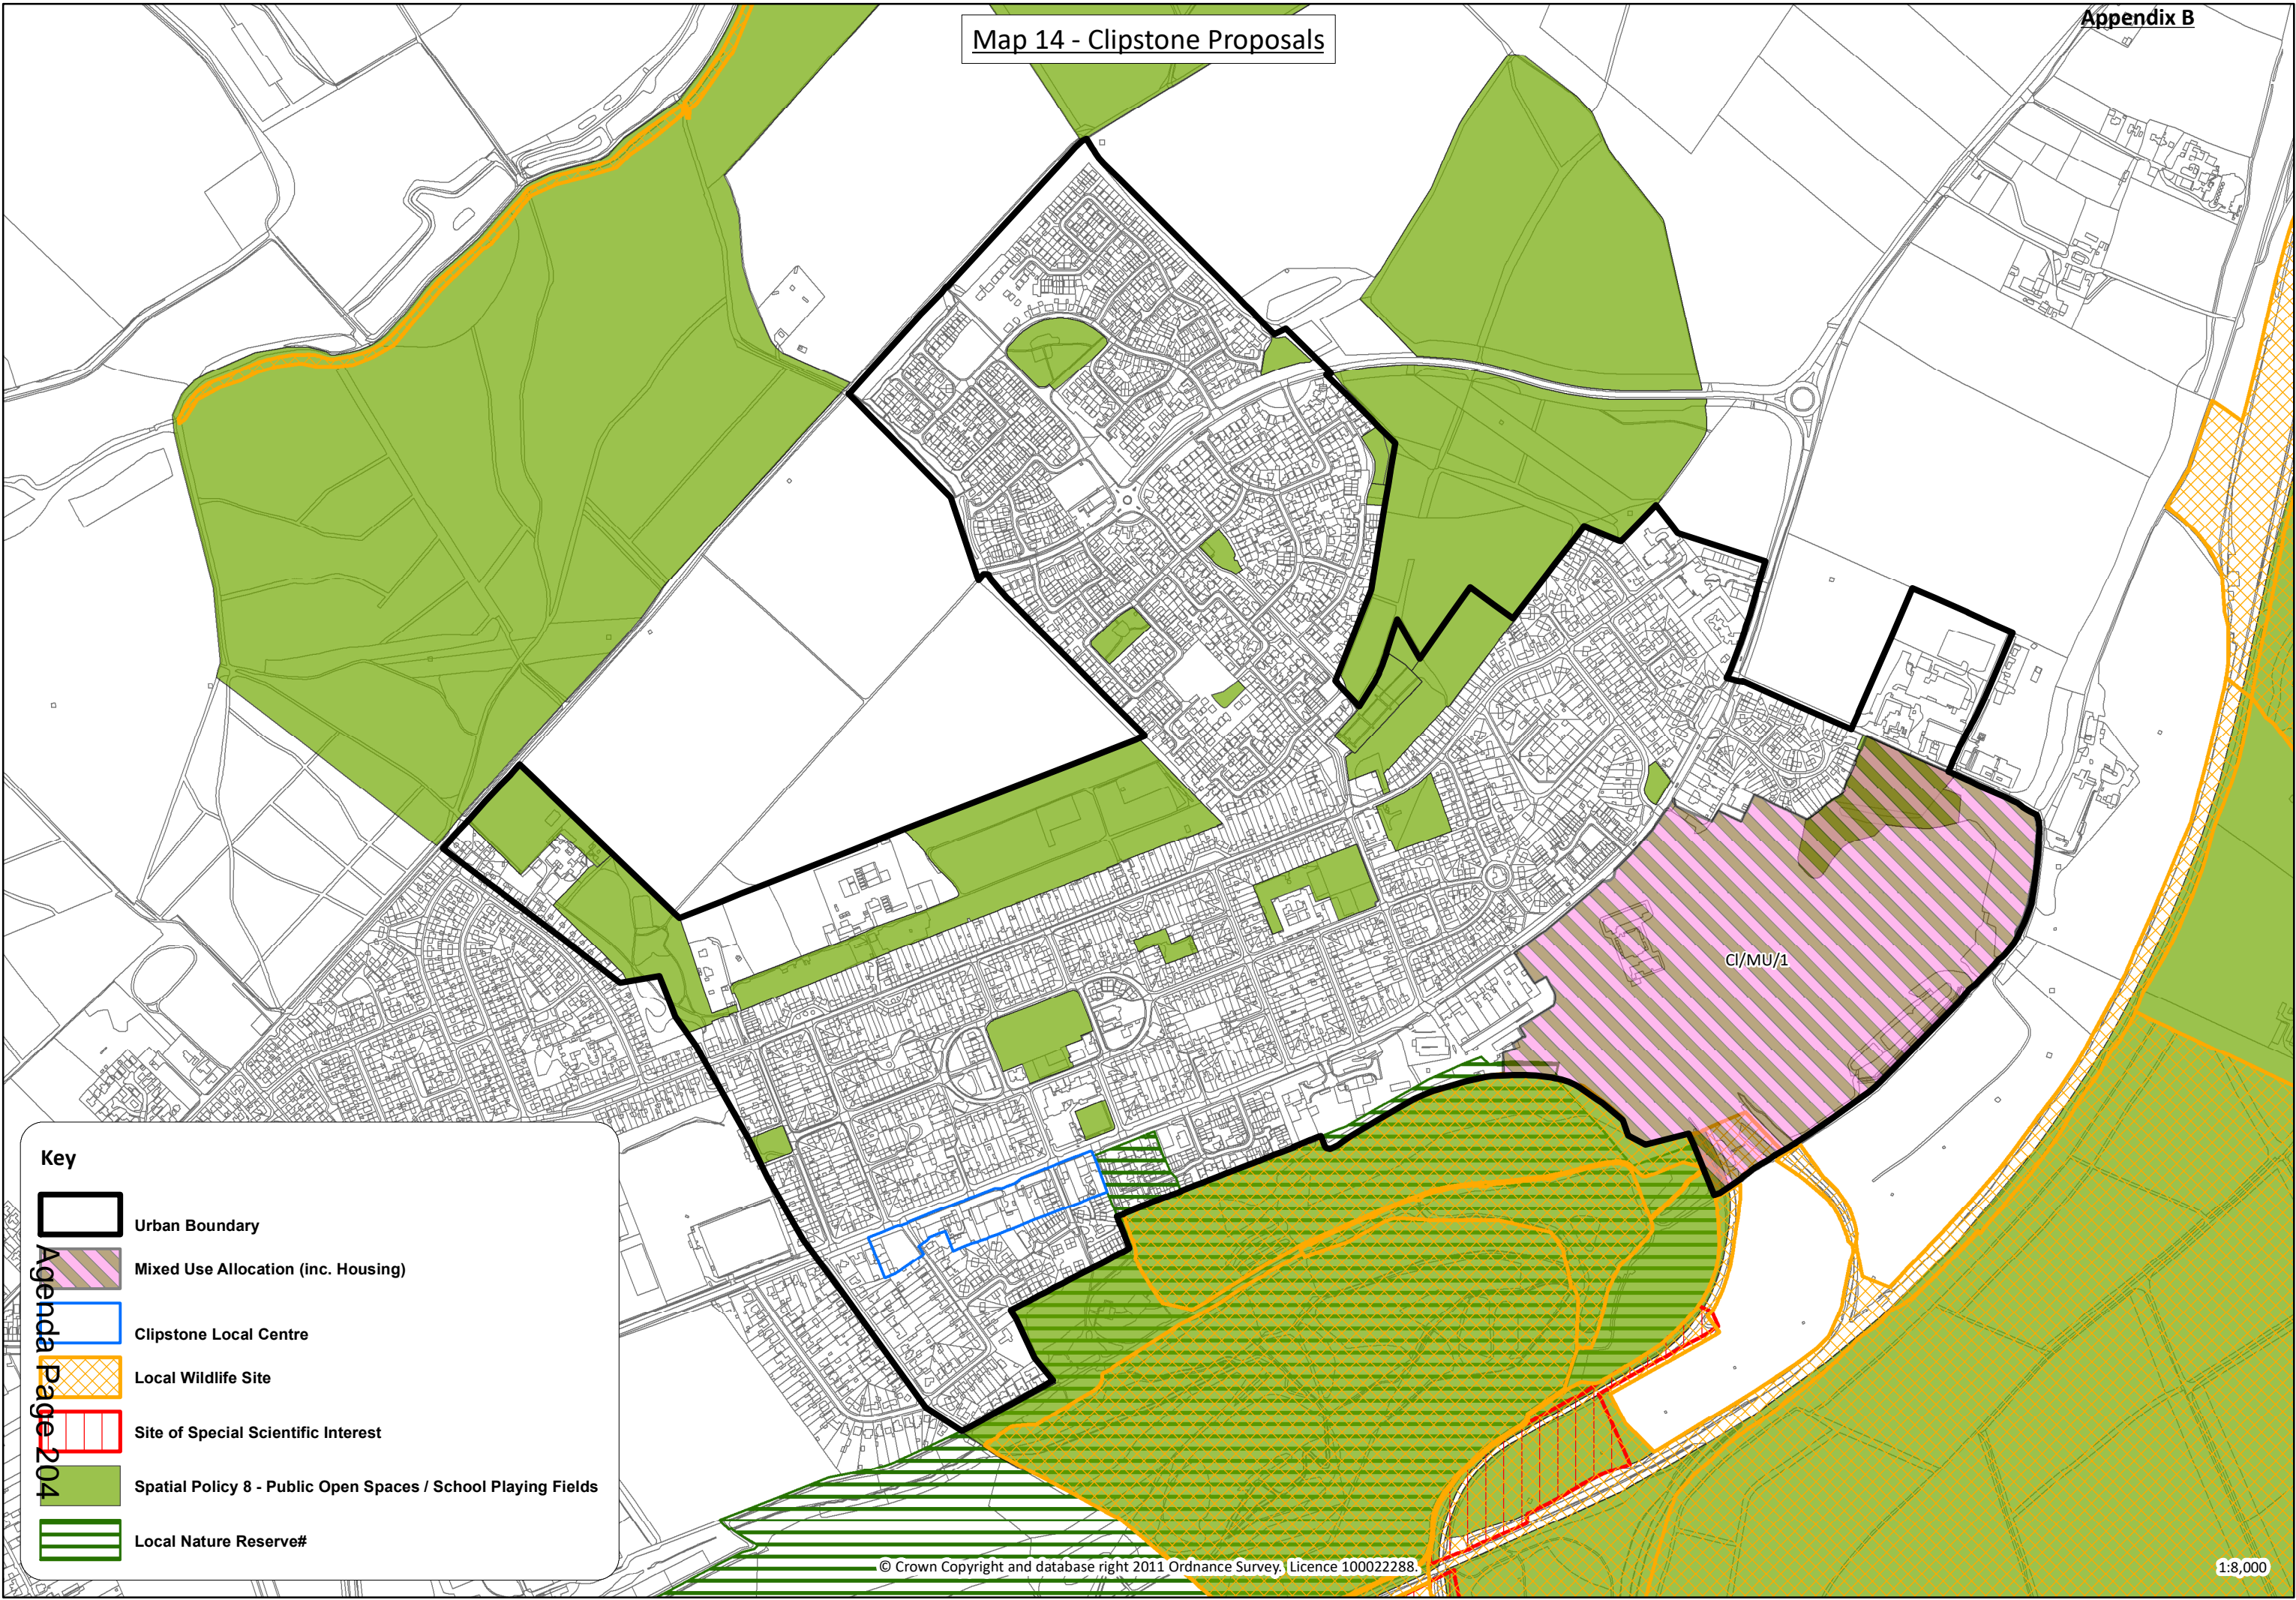 Appendix B
Map 14 - Clipstone Proposals
Cl/MU/1
Key
Urban Boundary
Mixed Use Allocation (inc. Housing)
Clipstone Local Centre
Local Wildlife Site
Site of Special Scientific Interest
Spatial Policy 8 - Public Open Spaces / School Playing Fields
Local Nature Reserve#
Agenda Page 204
© Crown Copyright and database right 2011 Ordnance Survey. Licence 100022288.
1:8,000